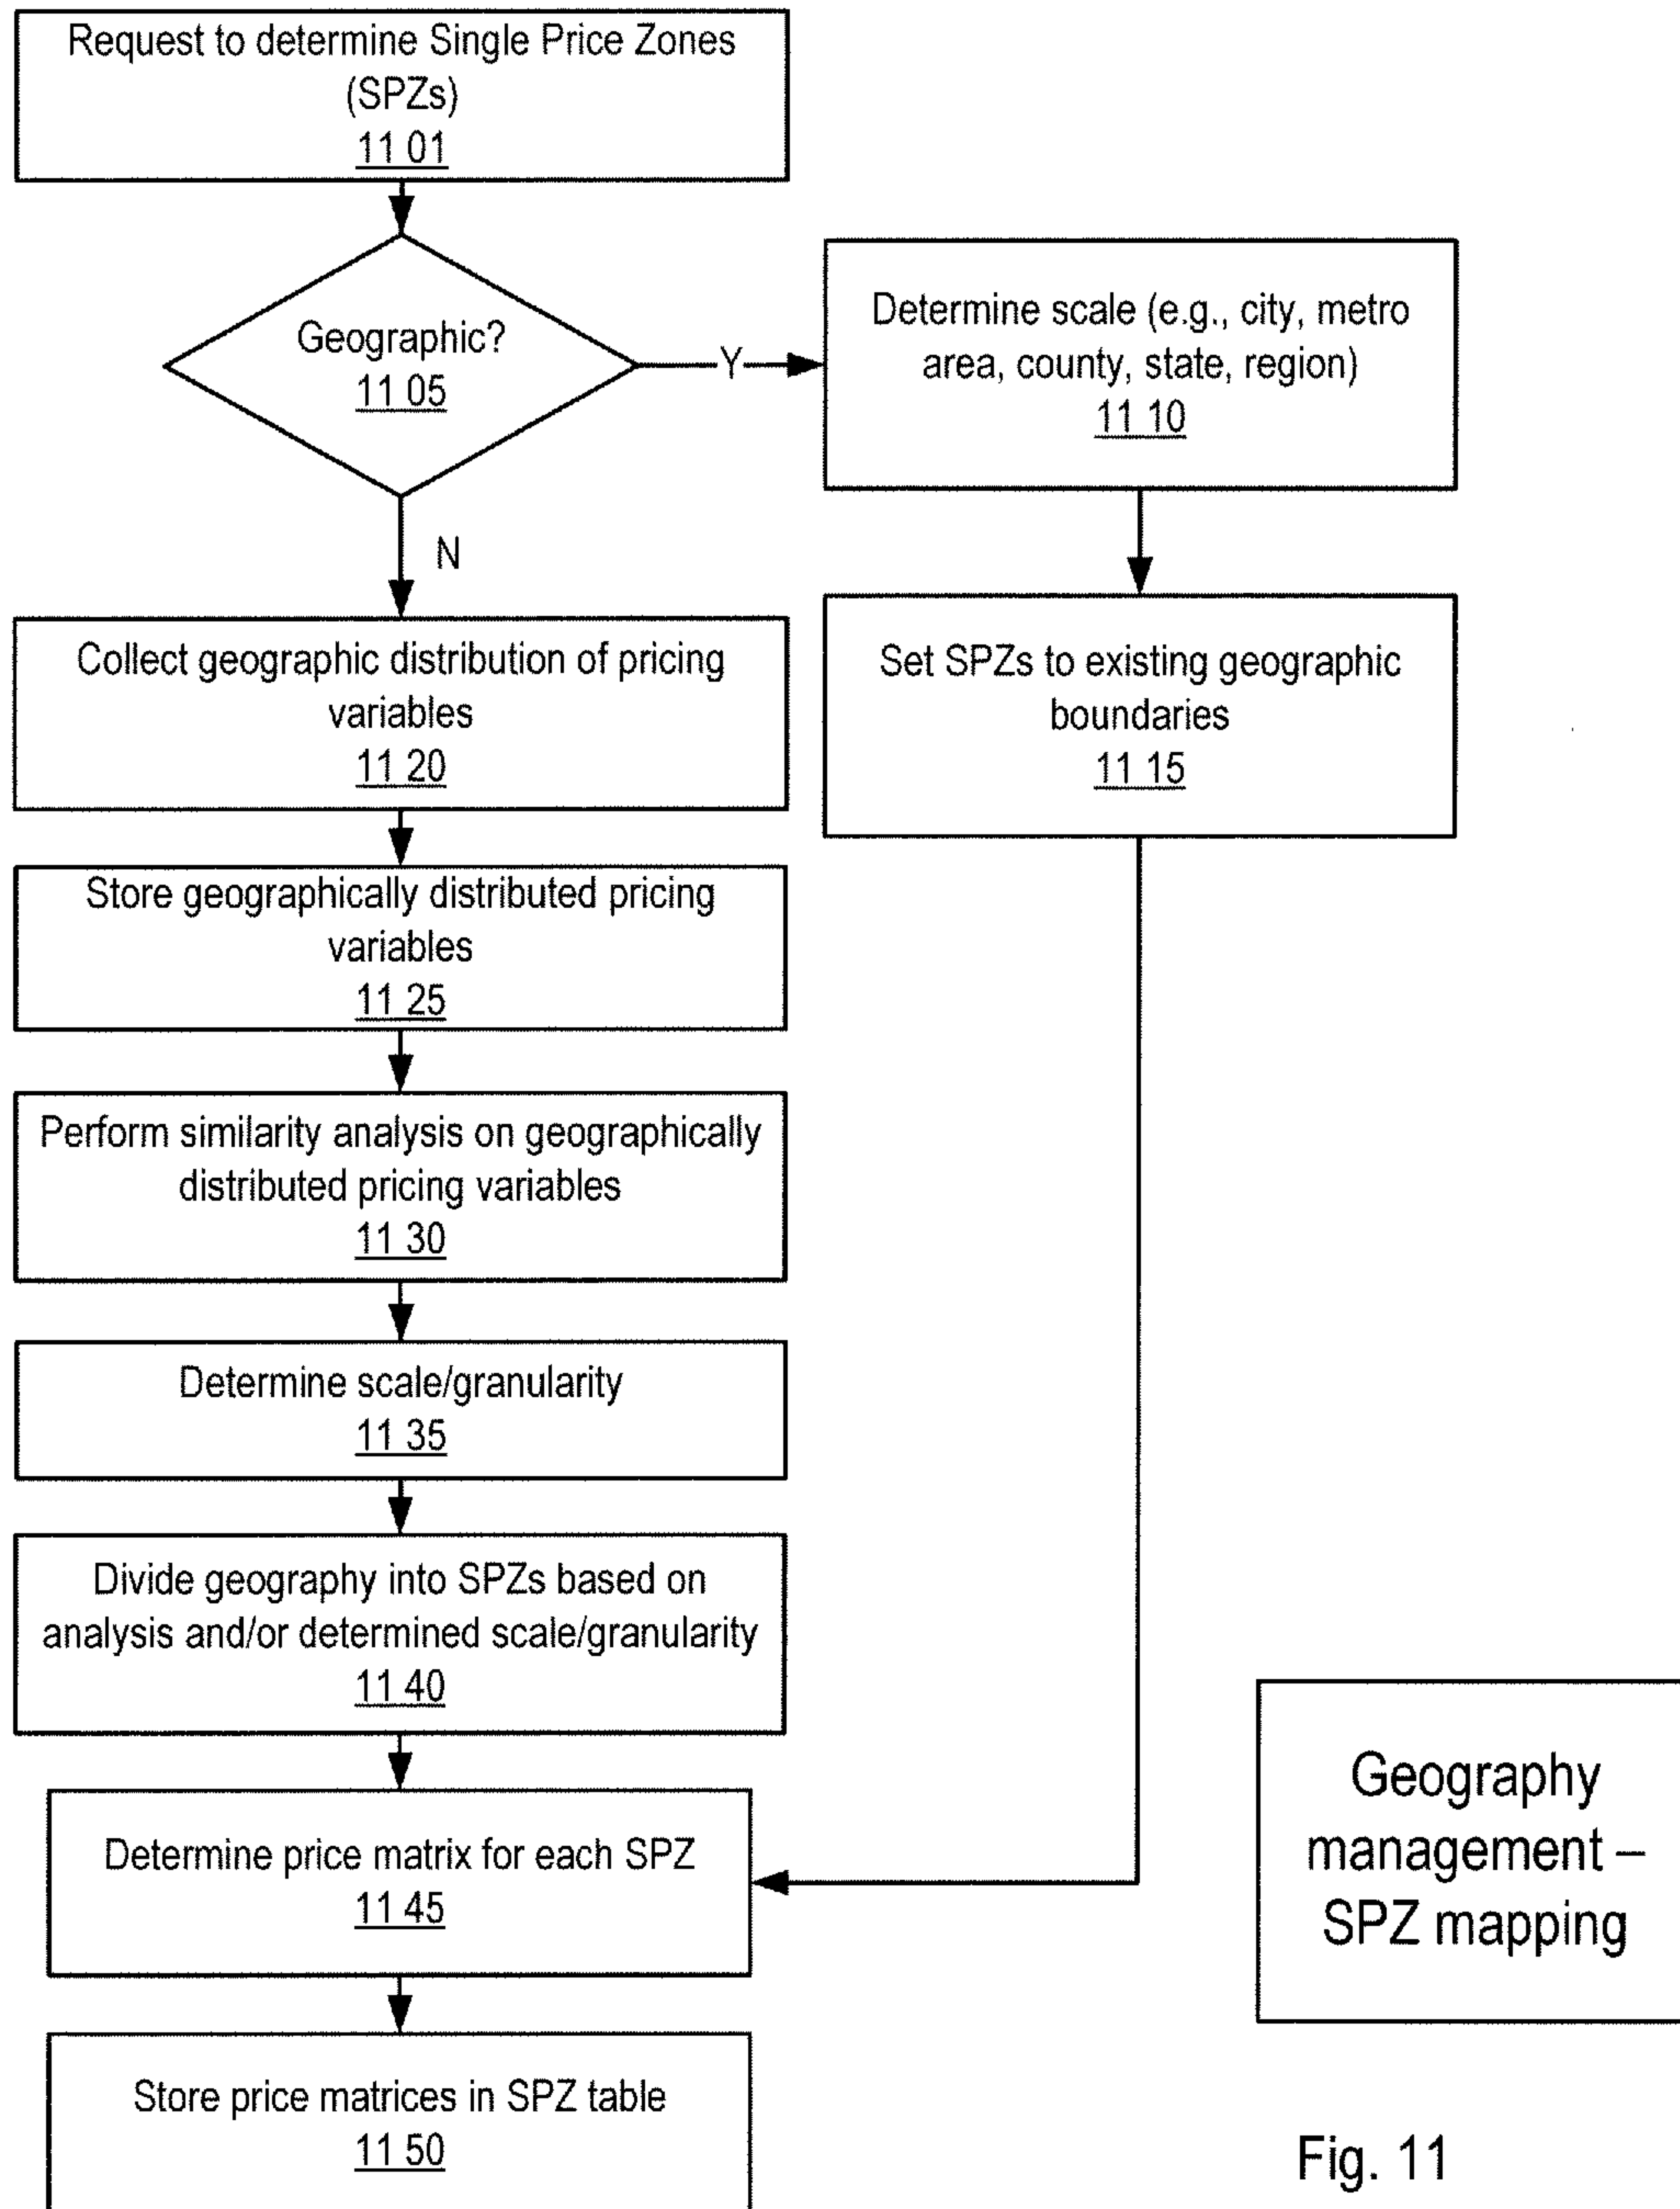 Request to determine Single Price Zones
(SPZs)
11 01
Geographic?
11 05
Y
Determine scale (e.g., city, metro
area, county, state, region)
11 10
N
Set SPZs to existing geographic
boundaries
11 15
Collect geographic distribution of pricing
variables
11 20
Store geographically distributed pricing
variables
11 25
Perform similarity analysis on geographically
distributed pricing variables
11 30
Determine scale/granularity
11 35
Divide geography into SPZs based on
analysis and/or determined scale/granularity
11 40
Determine price matrix for each SPZ
11 45
Store price matrices in SPZ table
11 50
Geography
management –
SPZ mapping
Fig. 11